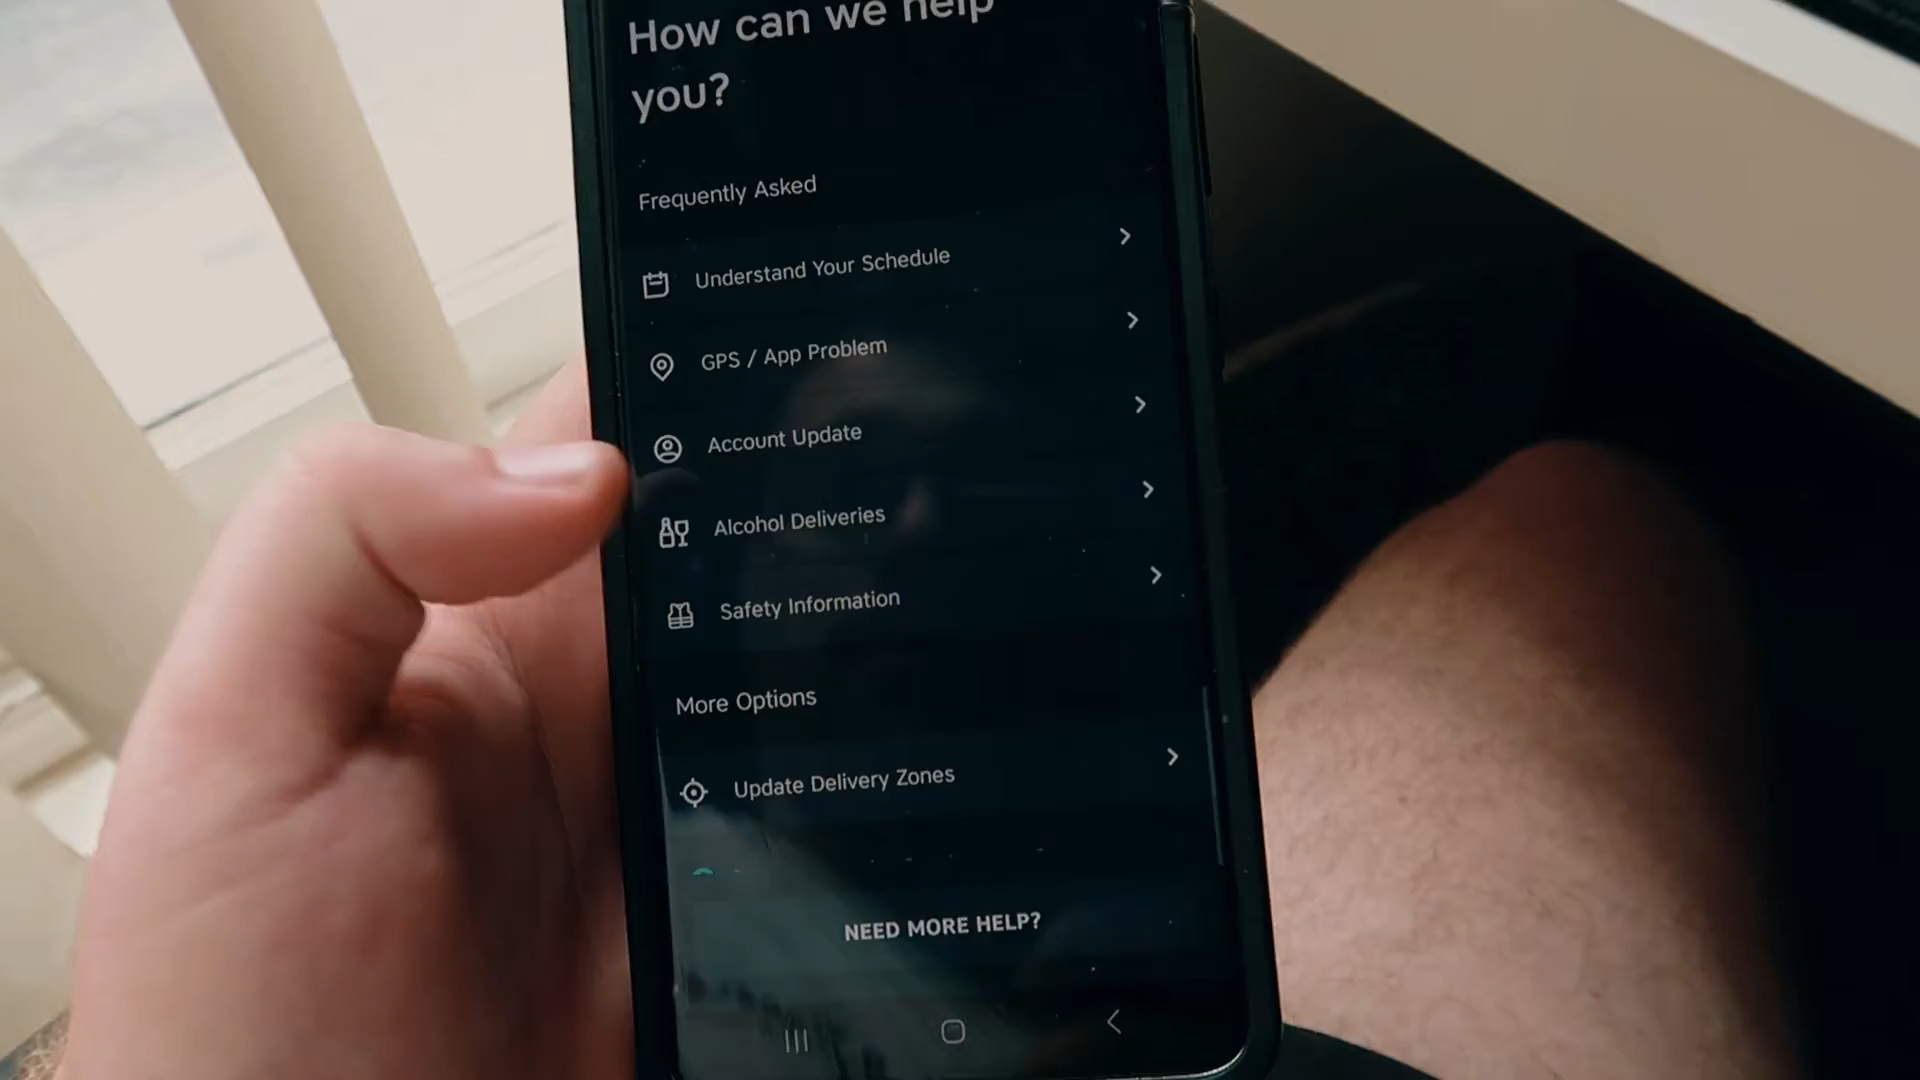 How can we help
you?
Frequently Asked
Understand Your Schedule
GPS / App Problem
Account Update
Alcohol Deliveries
Safety Information
More Options
Update Delivery Zones
NEED MORE HELP?